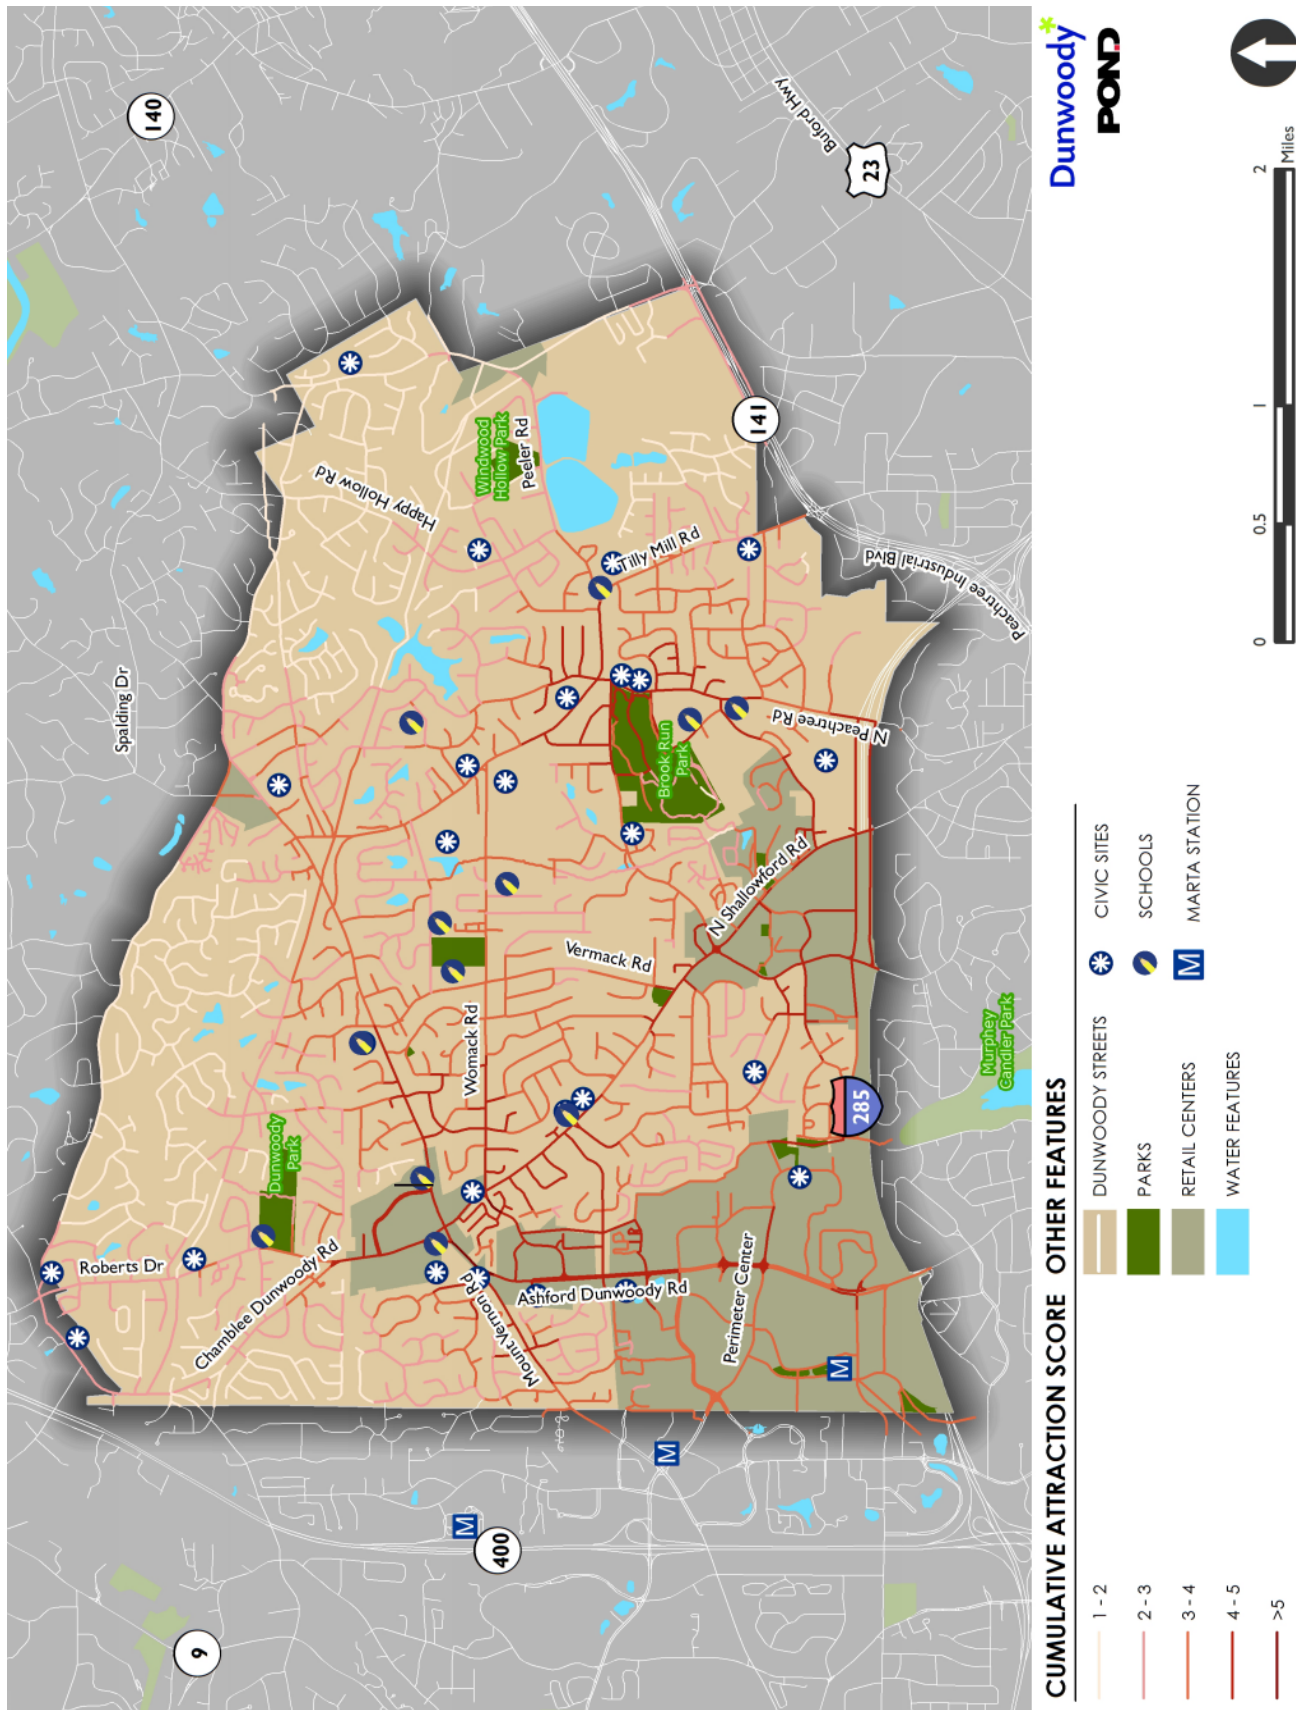 9
400
140
23
141
285
M
M
M
Spalding Dr
Roberts Dr
Dunwoody
Park
Chamblee Dunwoody Rd
Mount Vernon
Rd
Womack Rd
Vermack Rd
Happy Hollow Rd
Windwood
Hollow Park
Peeler Rd
Tilly Mill Rd
Brook Run
Park
N Peachtree Rd
N Shallowford Rd
Ashford Dunwoody Rd
Perimeter Center
Murphey
Candler Park
Peachtree Industrial Blvd
Buford Hwy
CUMULATIVE ATTRACTION SCORE
1 - 2
2 - 3
3 - 4
4 - 5
>5
OTHER FEATURES
DUNWOODY STREETS
PARKS
RETAIL CENTERS
WATER FEATURES
CIVIC SITES
SCHOOLS
M MARTA STATION
0 0.5 1 2
Miles
Dunwoody*
POND